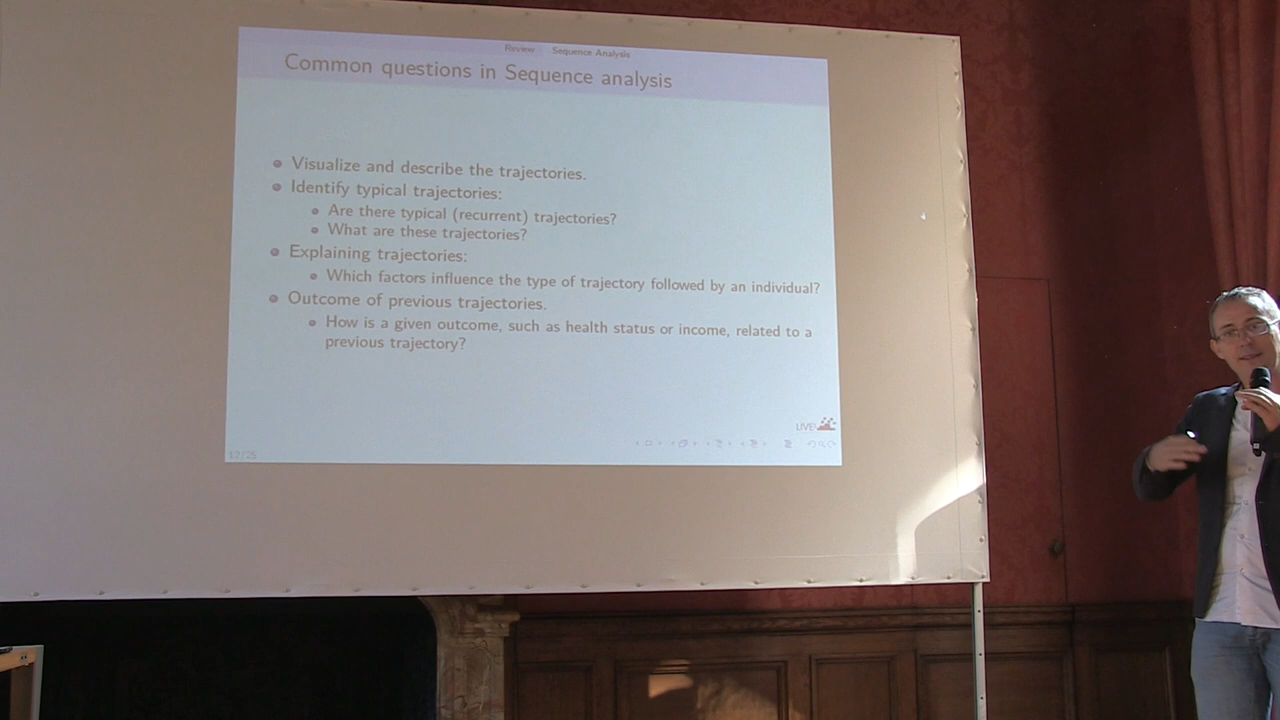 Review Sequence Analysis
Common questions in Sequence analysis
Visualize and describe the trajectories.
Identify typical trajectories:
Are there typical (recurrent) trajectories?
What are these trajectories?
Explaining trajectories:
Which factors influence the type of trajectory followed by an individual?
Outcome of previous trajectories.
How is a given outcome, such as health status or income, related to a
previous trajectory?
LIVES
12/25